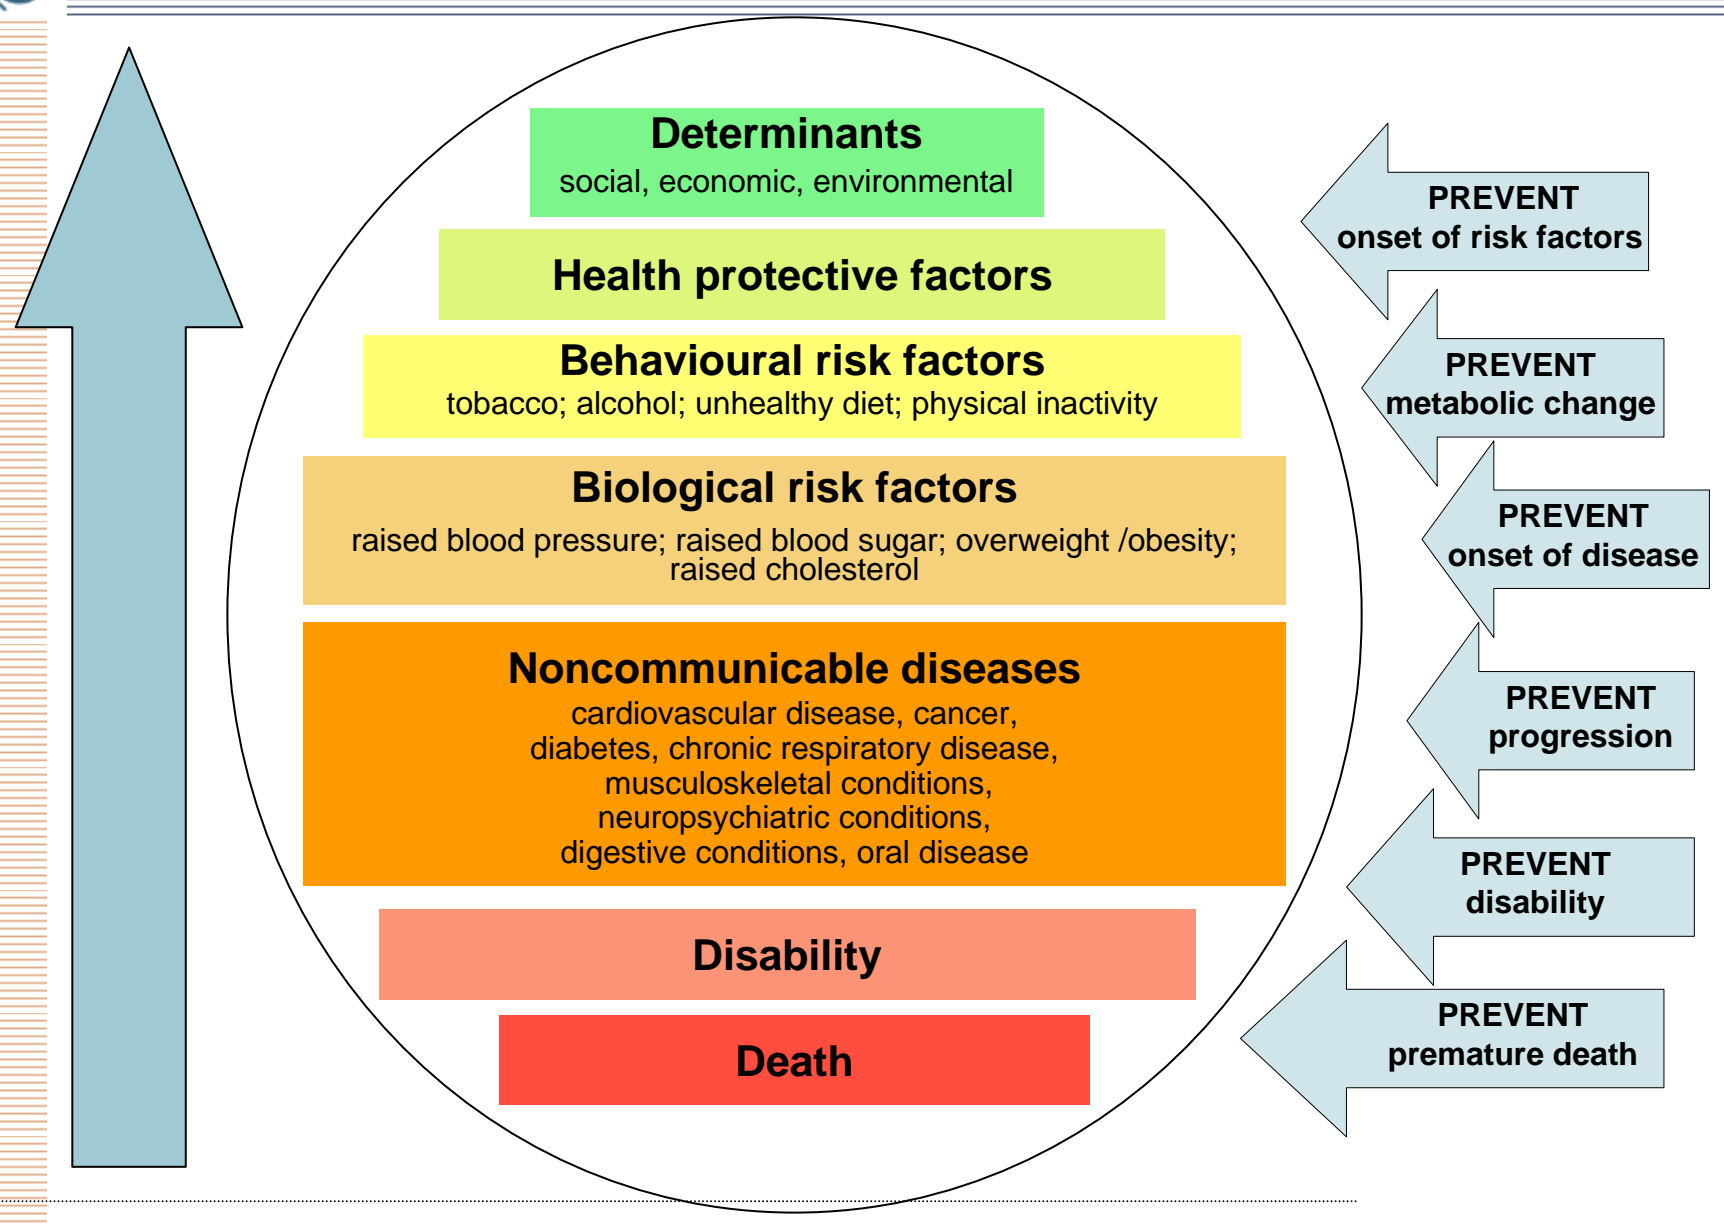 Determinants
social, economic, environmental
Health protective factors
Behavioural risk factors
tobacco; alcohol; unhealthy diet; physical inactivity
Biological risk factors
raised blood pressure; raised blood sugar; overweight /obesity;
raised cholesterol
Noncommunicable diseases
cardiovascular disease, cancer,
diabetes, chronic respiratory disease,
musculoskeletal conditions,
neuropsychiatric conditions,
digestive conditions, oral disease
Disability
Death
PREVENT
onset of risk factors
PREVENT
metabolic change
PREVENT
onset of disease
PREVENT
progression
PREVENT
disability
PREVENT
premature death